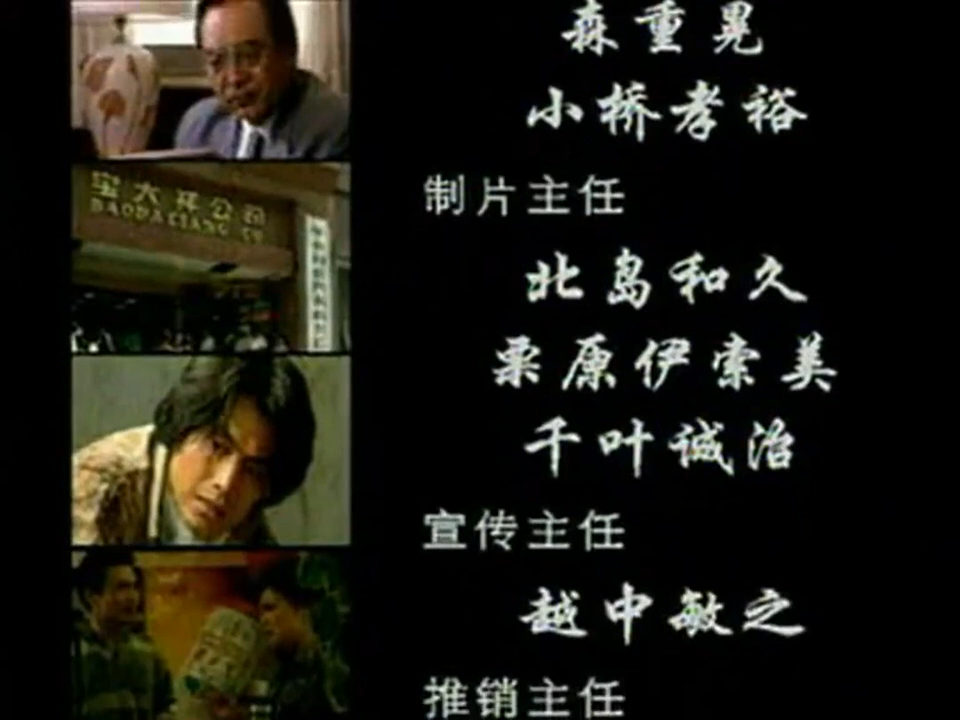 森重晃
小桥孝裕
制片主任
北岛和久
栗原伊索美
千叶诚治
宣传主任
越中敏之
推销主任
宝大祥公司
BAODAXIANG CO